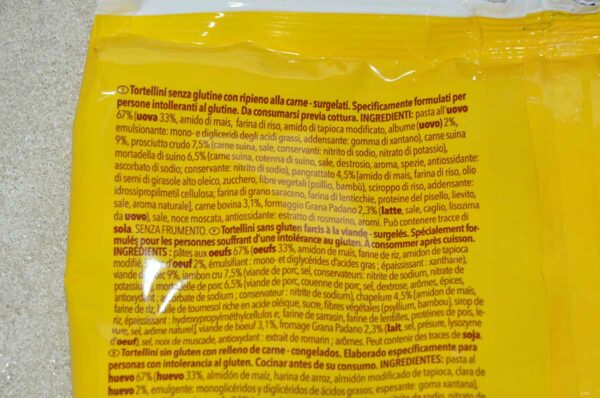 Tortellini senza glutine con ripieno alla carne - surgelati. Specificamente formulati per
persone intolleranti al glutine. Da consumarsi previa cottura. INGREDIENTI: pasta all'uovo
67% (uova 33%, amido di mais, farina di riso, amido di tapioca modificato, albume (uovo) 2%,
emulsionante: mono- e digliceridi degli acidi grassi, addensante: gomma di xantano), carne suina
9%, prosciutto crudo 7,5% (carne suina, sale, conservanti: nitrito di sodio, nitrato di potassio),
mortadella di suino 6,5% (carne suina, cotenna di suino, sale, destrosio, aroma, spezie, antiossidante:
ascorbato di sodio; conservante: nitrito di sodio), pangrattato 4,5% (amido di mais, farina di riso, olio
di semi di girasole alto oleico, zucchero, fibre vegetali (psillio, bambù), sciroppo di riso, addensante:
idrossipropilmetil cellulosa; farina di grano saraceno, farina di lenticchie, proteine del pisello, lievito,
sale, aroma naturale], carne bovina 3,1%, formaggio Grana Padano 2,3% (latte, sale, caglio, lisozima
da uovo), sale, noce moscata, antiossidante: estratto di rosmarino, aromi. Può contenere tracce di
soia. SENZA FRUMENTO. Tortellini sans gluten farcis à la viande - surgelés. Spécialement for-
mulés pour les personnes souffrant d'une intolérance au gluten. À consommer après cuisson.
INGRÉDIENTS : pâtes aux oeufs 67% (oeufs 33%, amidon de maïs, farine de riz, amidon de tapioca
modifié, d'oeuf 2%, émulsifiant : mono- et diglycérides d'acides gras ; épaississant : xanthane),
viande de porc 9%, jambon cru 7,5% (viande de porc, sel, conservateurs: nitrite de sodium, nitrate de
potassium), mortadelle de porc 6,5% (viande de porc, couenne de porc, sel, dextrose, arômes, épices,
antioxydant : ascorbate de sodium ; conservateur : nitrite de sodium), chapelure 4,5% (amidon de maïs,
farine de riz, huile de tournesol riche en acide oléique, sucre, fibres végétales (psyllium, bambou), sirop de
riz, épaississant : hydroxypropylméthylcellulose; farine de sarrasin, farine de lentilles, protéines de pois, le-
vure, sel, arôme naturel], viande de boeuf 3,1%, fromage Grana Padano 2,3% (lait, sel, présure, lysozyme
d'oeuf), sel, noix de muscade, antioxydant : extrait de romarin ; arômes. Peut contenir des traces de soja.
Tortellini sin gluten con relleno de carne - congelados. Elaborado específicamente para
personas con intolerancia al gluten. Cocinar antes de su consumo. INGREDIENTES: pasta al
huevo 67% (huevo 33%, almidón de maíz, harina de arroz, almidón modificado de tapioca, clara de
huevo 2%, emulgente: monoglicéridos y diglicéridos de ácidos grasos; espesante: goma xantana),